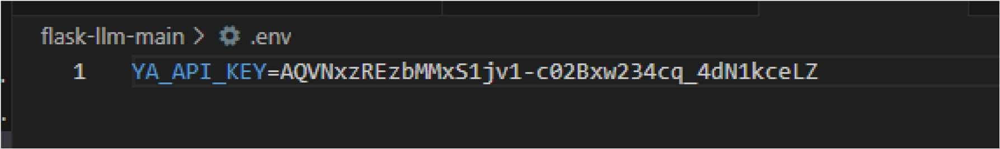 flask-llm-main > .env
1 YA_API_KEY=AQVNxzREzbMMxS1jv1-c02Bxw234cq_4dN1kceLZ